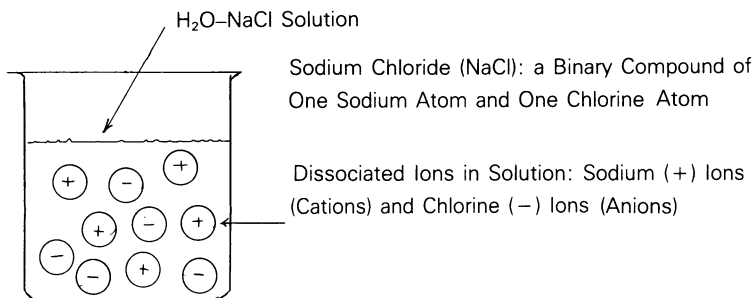 H₂O–NaCl Solution
Sodium Chloride (NaCl): a Binary Compound of
One Sodium Atom and One Chlorine Atom
Dissociated Ions in Solution: Sodium (+) Ions
(Cations) and Chlorine (−) Ions (Anions)
+ − +
+ − +
− − + −